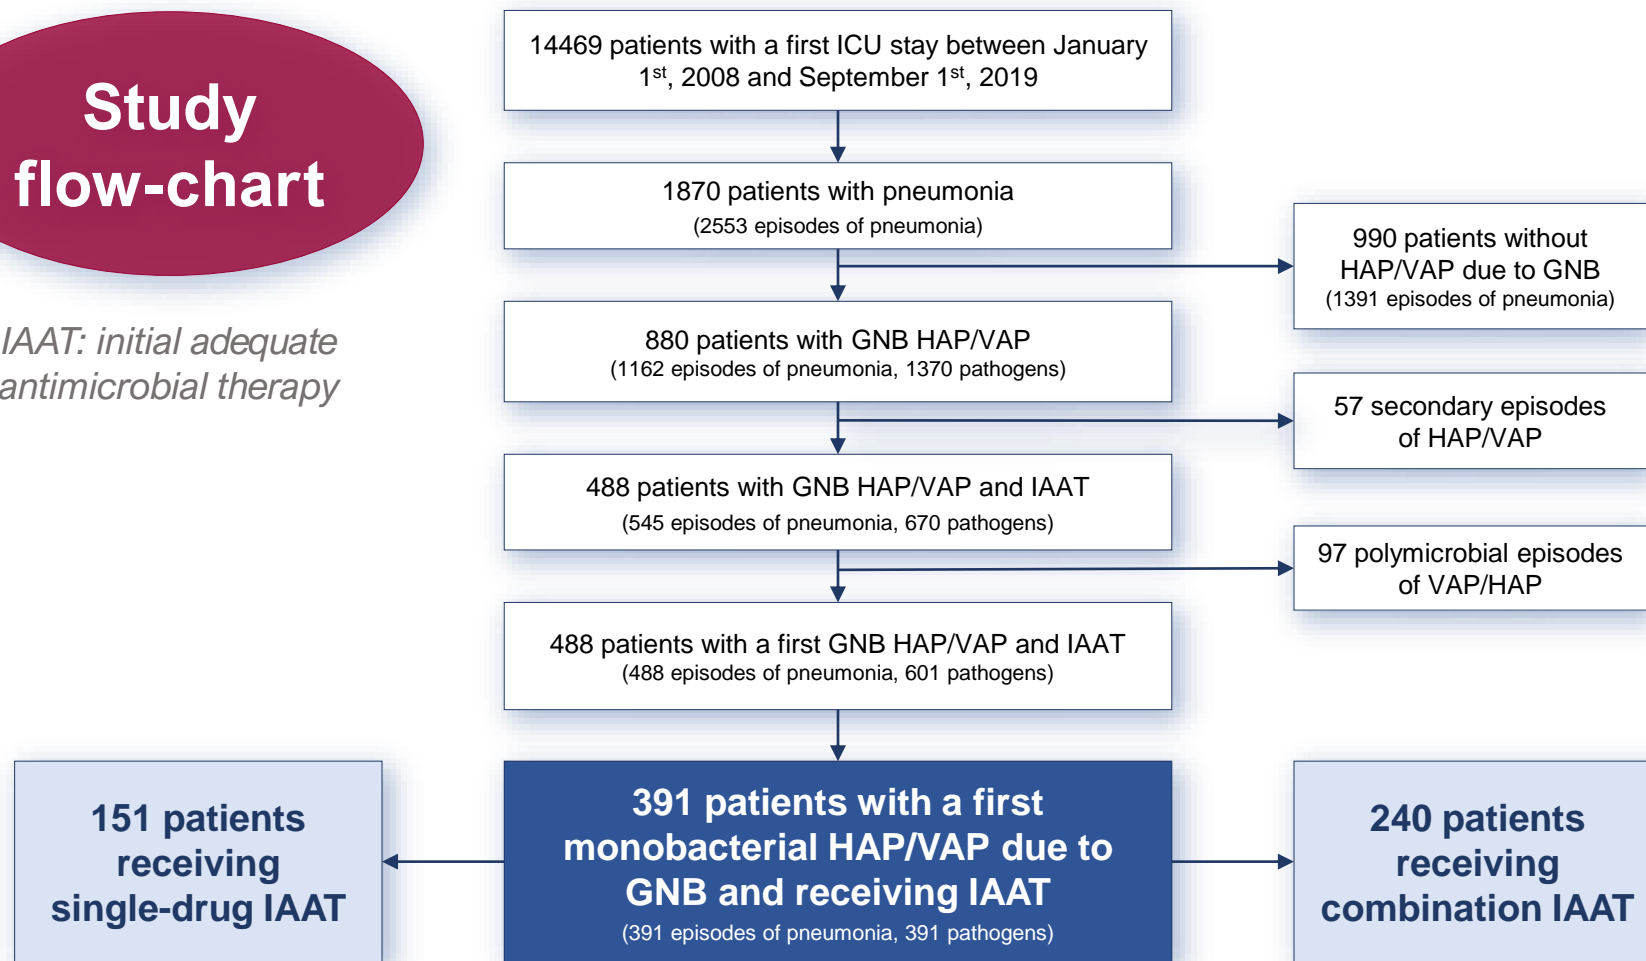 Study
flow-chart
IAAT: initial adequate
antimicrobial therapy
14469 patients with a first ICU stay between January
1st, 2008 and September 1st, 2019
1870 patients with pneumonia
(2553 episodes of pneumonia)
990 patients without
HAP/VAP due to GNB
(1391 episodes of pneumonia)
880 patients with GNB HAP/VAP
(1162 episodes of pneumonia, 1370 pathogens)
57 secondary episodes
of HAP/VAP
488 patients with GNB HAP/VAP and IAAT
(545 episodes of pneumonia, 670 pathogens)
97 polymicrobial episodes
of VAP/HAP
488 patients with a first GNB HAP/VAP and IAAT
(488 episodes of pneumonia, 601 pathogens)
151 patients
receiving
single-drug IAAT
391 patients with a first
monobacterial HAP/VAP due to
GNB and receiving IAAT
(391 episodes of pneumonia, 391 pathogens)
240 patients
receiving
combination IAAT